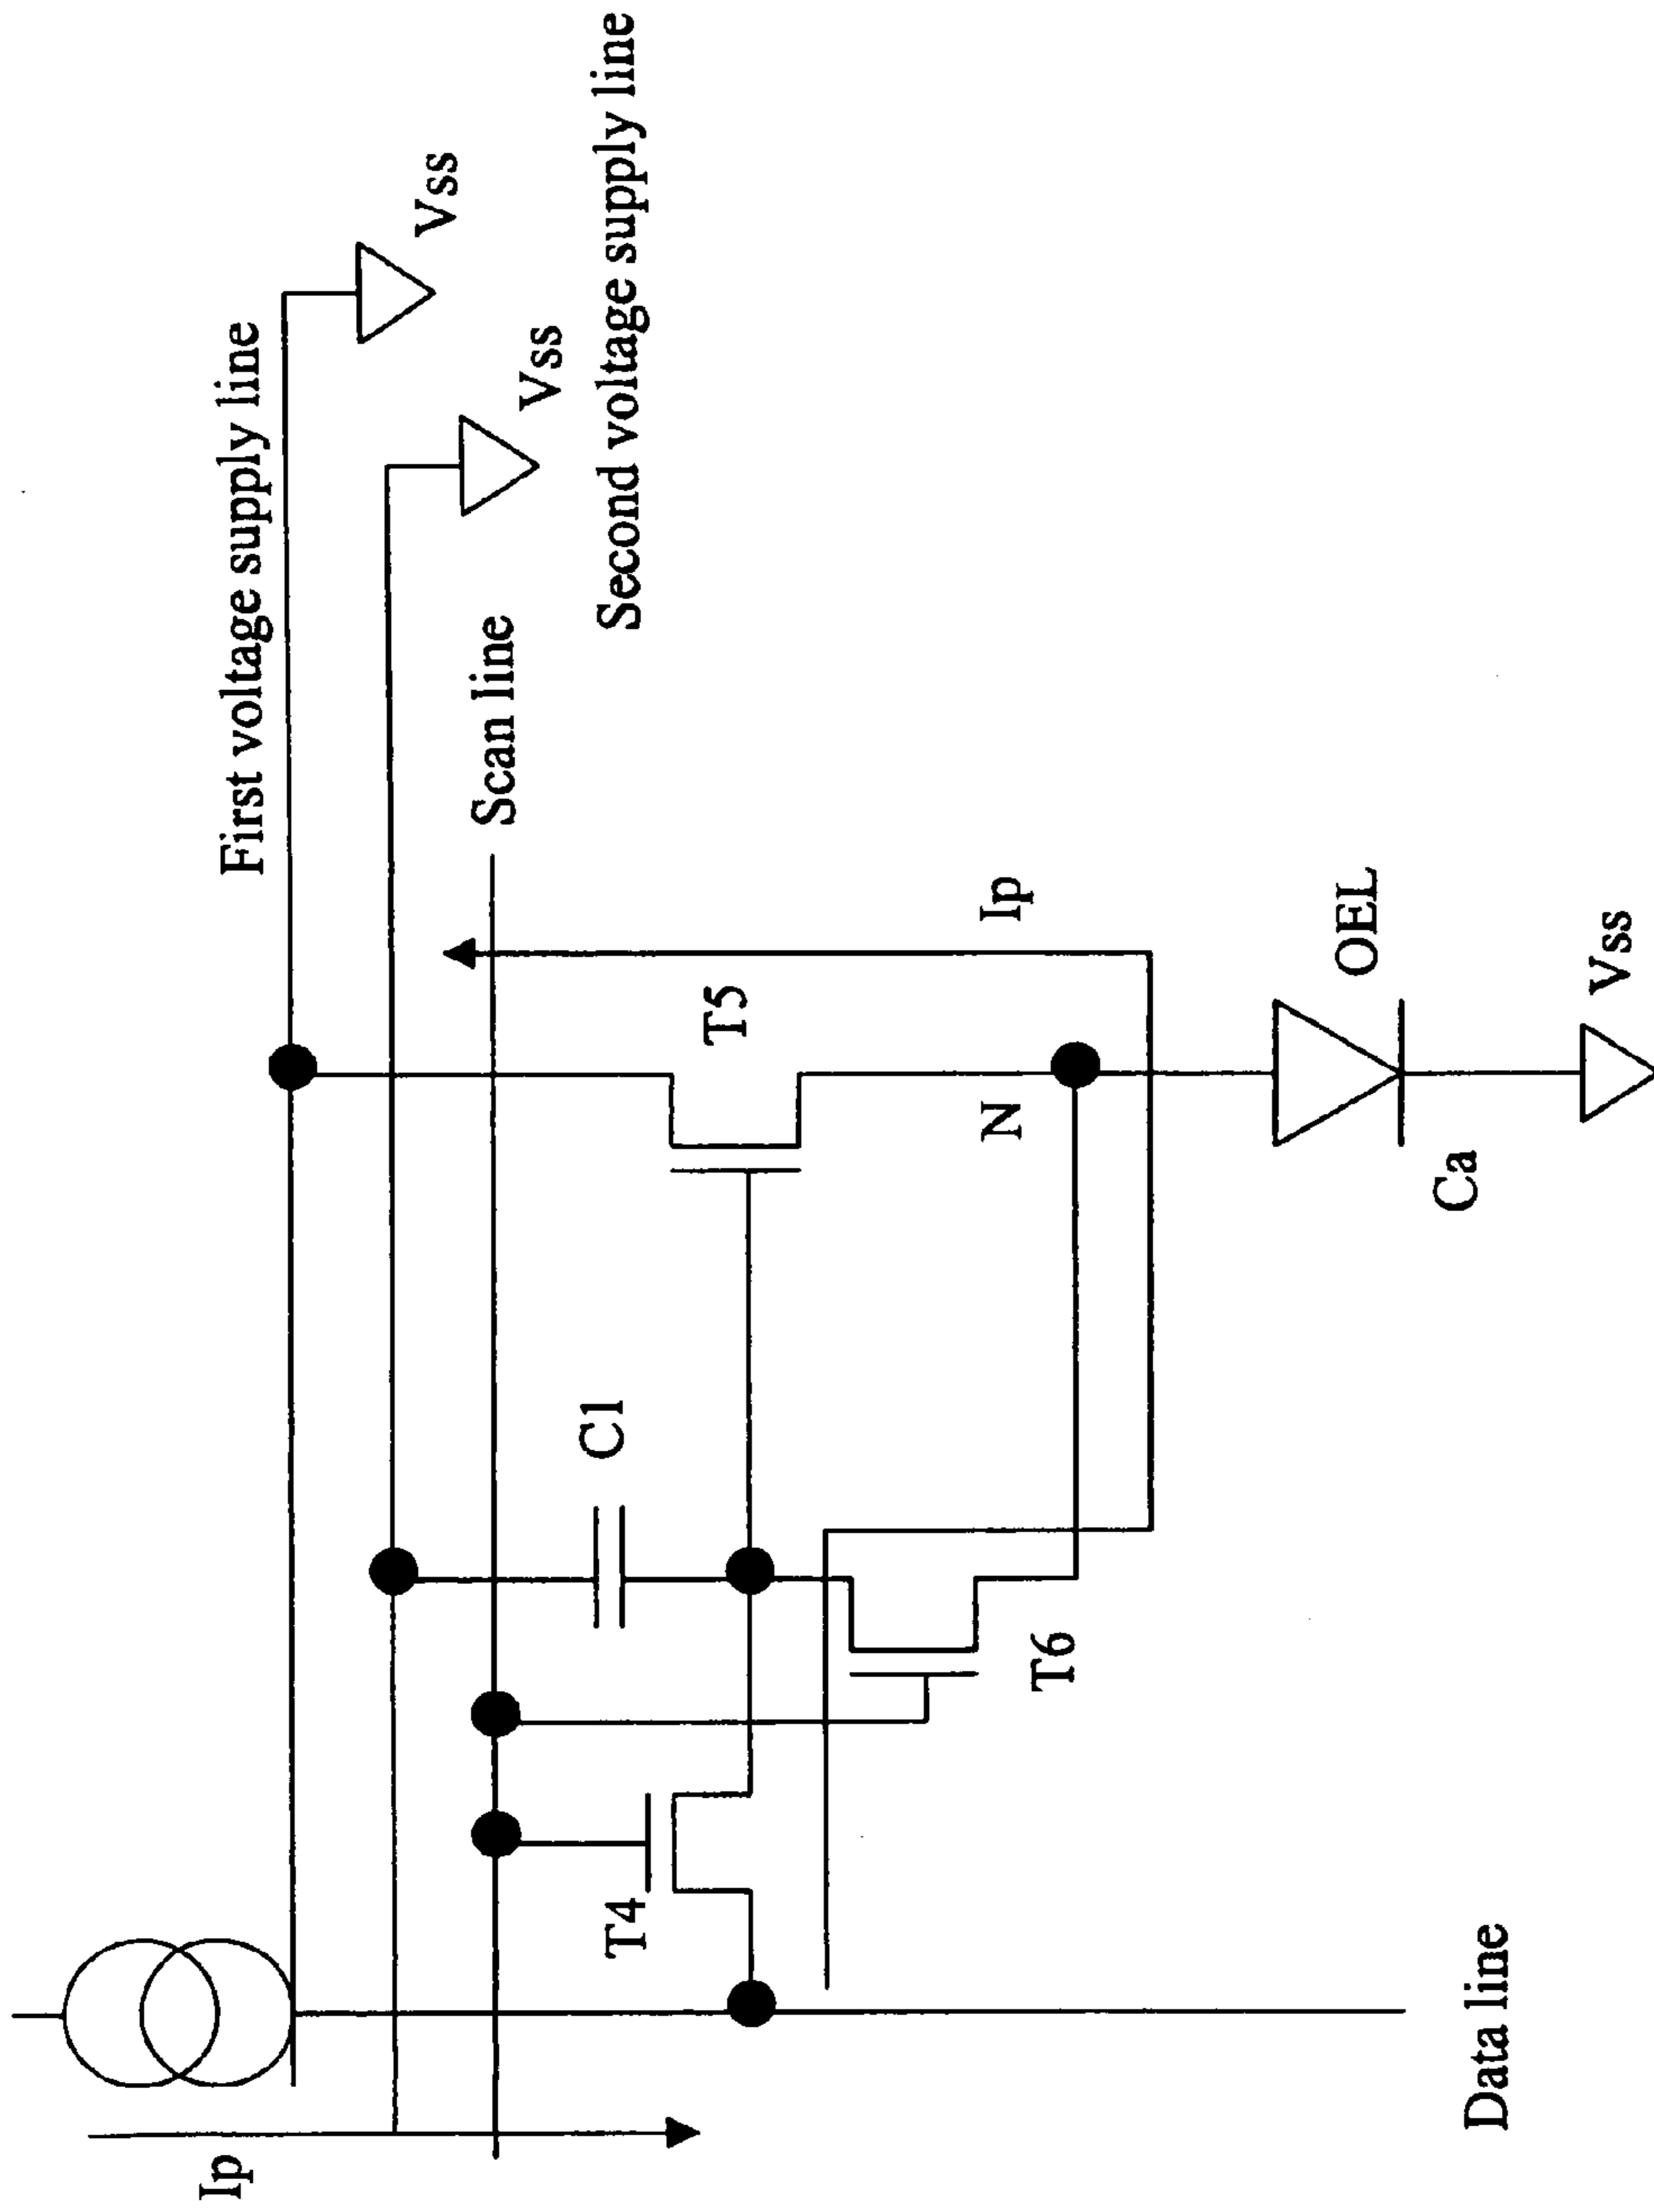 First voltage supply line
Vss
Vss
Second voltage supply line
Scan line
Ip
Ip
T4
C1
T5
T6
N
OEL
Ca
Vss
Data line